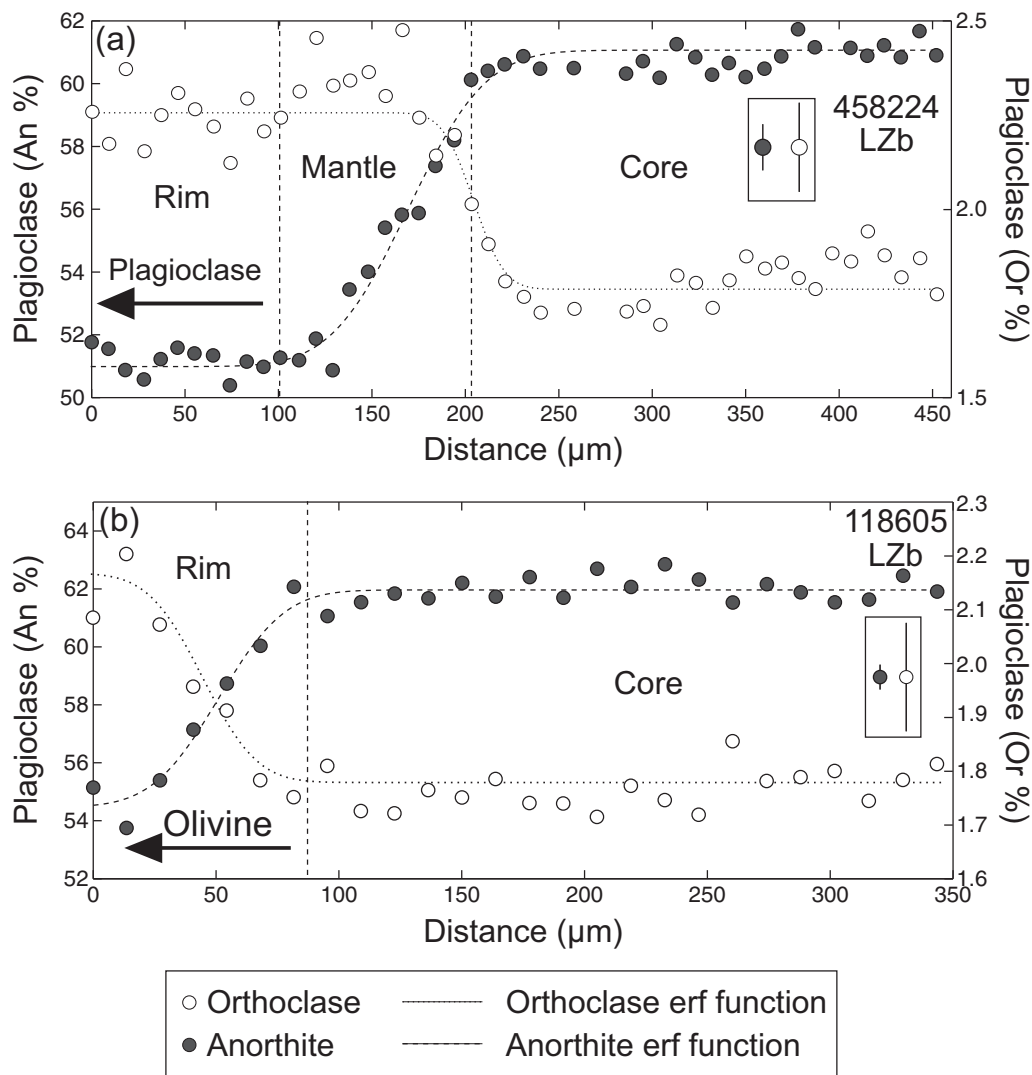 (a)
Plagioclase (An %)
62
60
58
56
54
52
51
50
Rim
Mantle
Core
458224
LZb
Plagioclase
2.5
2.0
1.5
Plagioclase (Or %)
0 50 100 150 200 250 300 350 400 450
Distance (µm)
(b)
Plagioclase (An %)
64
62
60
58
56
54
52
Rim
Core
118605
LZb
Olivine
2.3
2.2
2.1
2.0
1.9
1.8
1.7
1.6
Plagioclase (Or %)
0 50 100 150 200 250 300 350
Distance (µm)
Orthoclase Orthoclase erf function
Anorthite Anorthite erf function